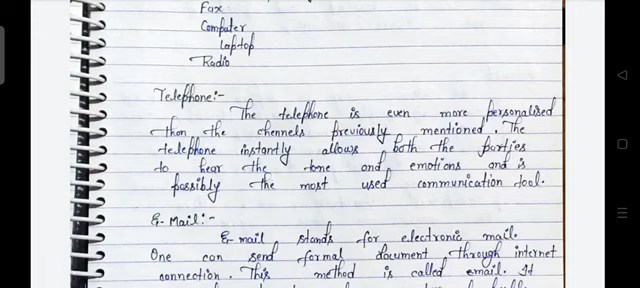 Fax
Computer
Laptop
Radio
Telephone:-
The telephone is even more personalised
than the chennels previously mentioned. The
telephone instantly allows both the parties
to hear the tone and emotions and is
possibly the most used communication tool.
E-Mail:-
E-mail stands for electronic mail.
One can send formal document through internet
connection. This method is called email. It